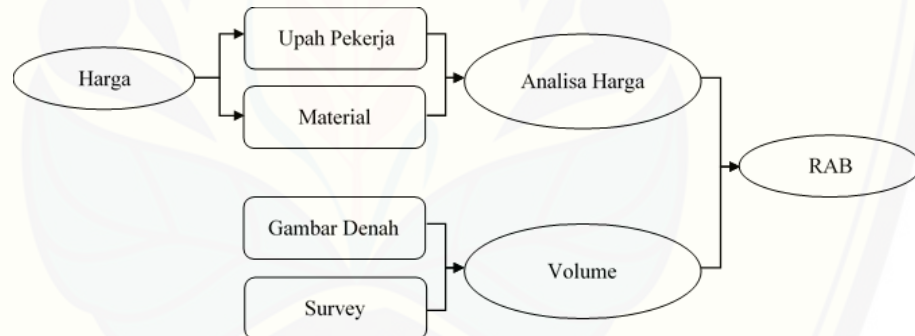 Harga
Upah Pekerja
Material
Analisa Harga
Gambar Denah
Survey
Volume
RAB